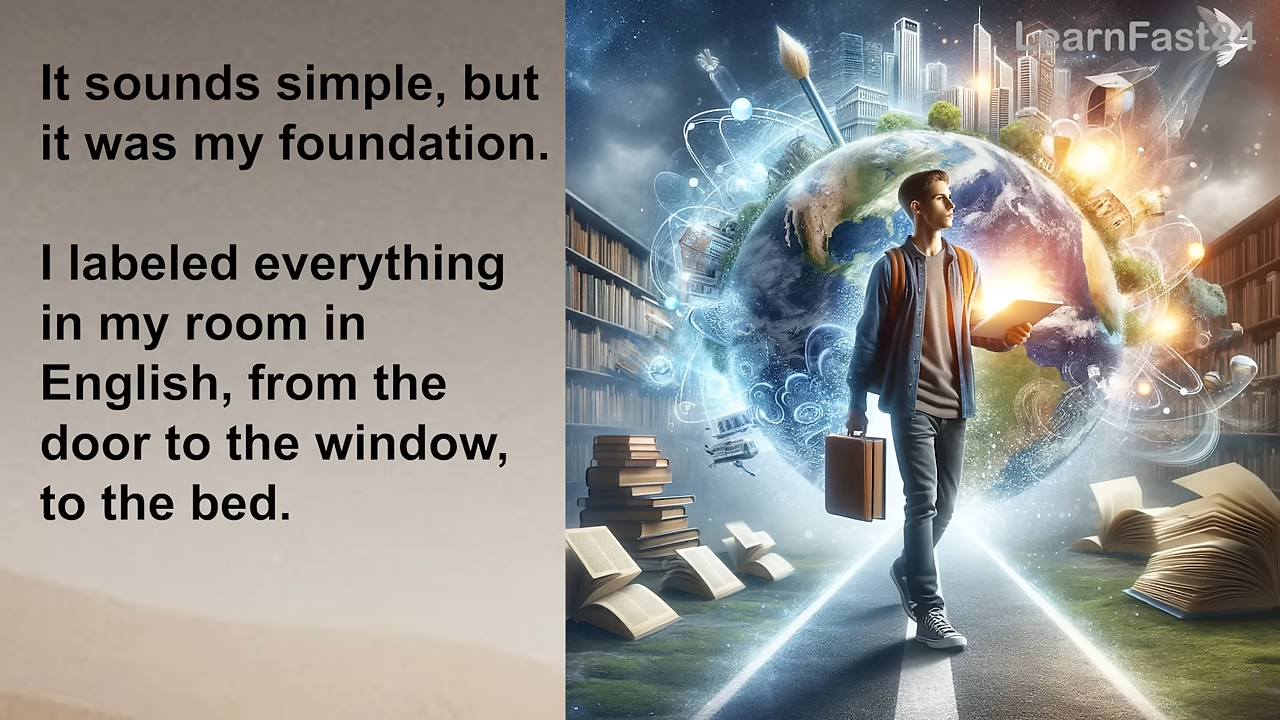 It sounds simple, but
it was my foundation.
I labeled everything
in my room in
English, from the
door to the window,
to the bed.
LearnFast24